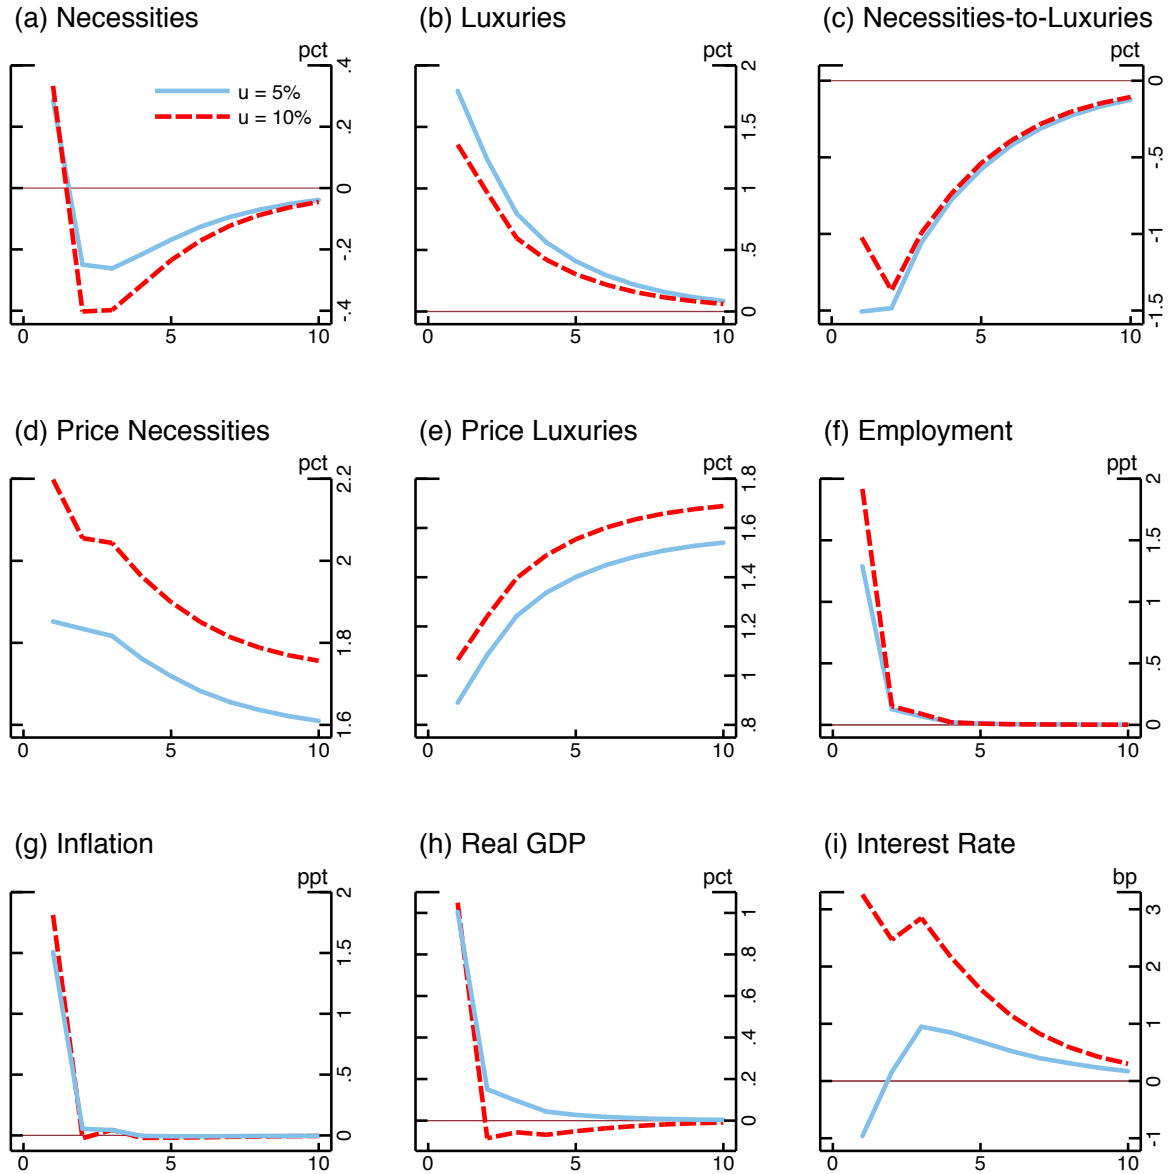 (a) Necessities
pct
.4
.2
0
-.2
-.4
u = 5%
u = 10%
0 5 10
(b) Luxuries
pct
2
1.5
1
.5
0
0 5 10
(c) Necessities-to-Luxuries
pct
0
-.5
-1
-1.5
0 5 10
(d) Price Necessities
pct
2.2
2
1.8
1.6
0 5 10
(e) Price Luxuries
pct
1.8
1.6
1.4
1.2
1
.8
0 5 10
(f) Employment
ppt
2
1.5
1
.5
0
0 5 10
(g) Inflation
ppt
2
1.5
1
.5
0
0 5 10
(h) Real GDP
pct
1
.8
.6
.4
.2
0
0 5 10
(i) Interest Rate
bp
3
2
1
0
-1
0 5 10